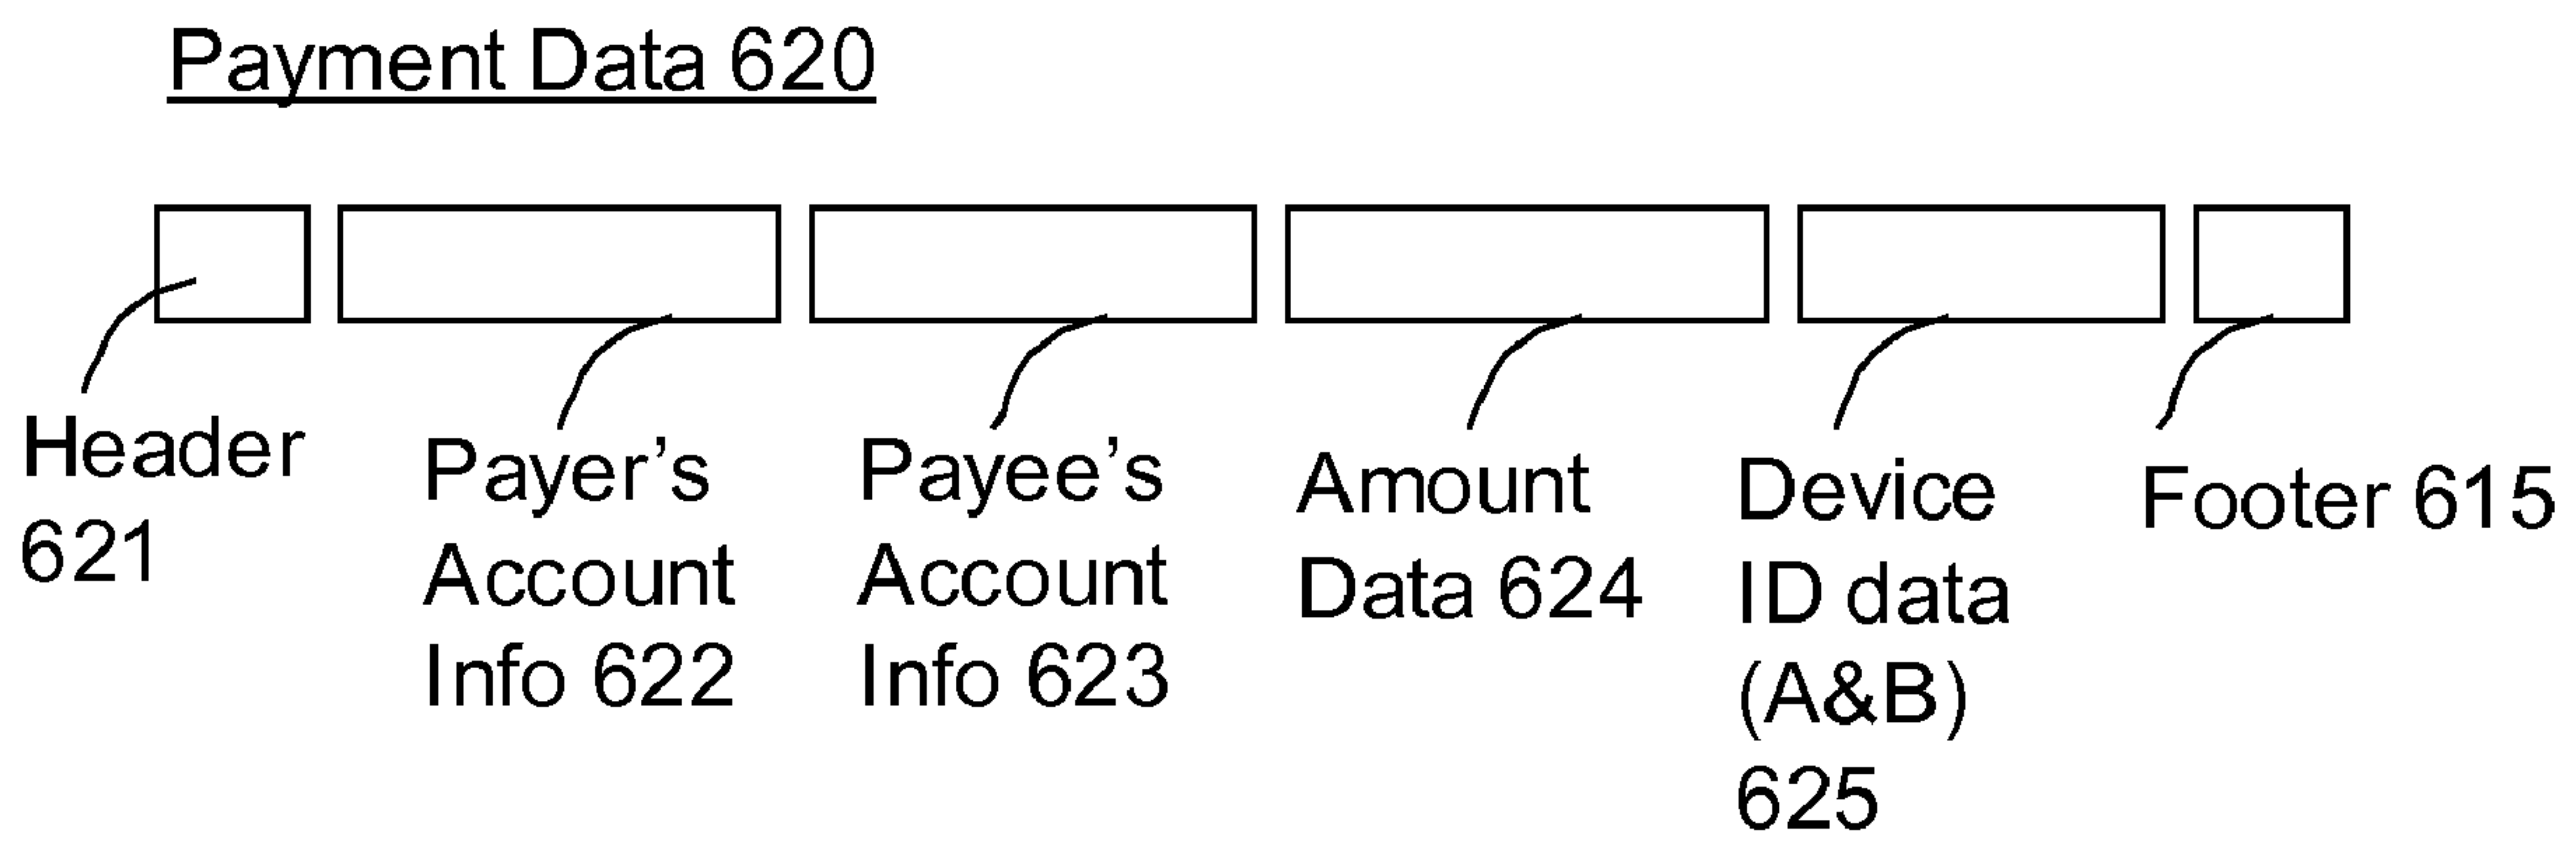 Payment Data 620
Header
621
Payer’s
Account
Info 622
Payee’s
Account
Info 623
Amount
Data 624
Device
ID data
(A&B)
625
Footer 615